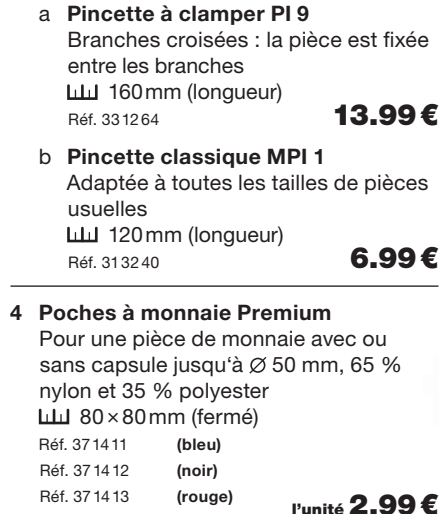 a Pincette à clamper PI 9
Branches croisées : la pièce est fixée
entre les branches
160 mm (longueur)
Réf. 331264 13.99 €
b Pincette classique MPI 1
Adaptée à toutes les tailles de pièces
usuelles
120 mm (longueur)
Réf. 313240 6.99 €
4 Poches à monnaie Premium
Pour une pièce de monnaie avec ou
sans capsule jusqu‘à Ø 50 mm, 65 %
nylon et 35 % polyester
80 × 80 mm (fermé)
Réf. 371411 (bleu)
Réf. 371412 (noir)
Réf. 371413 (rouge) l’unité 2.99 €